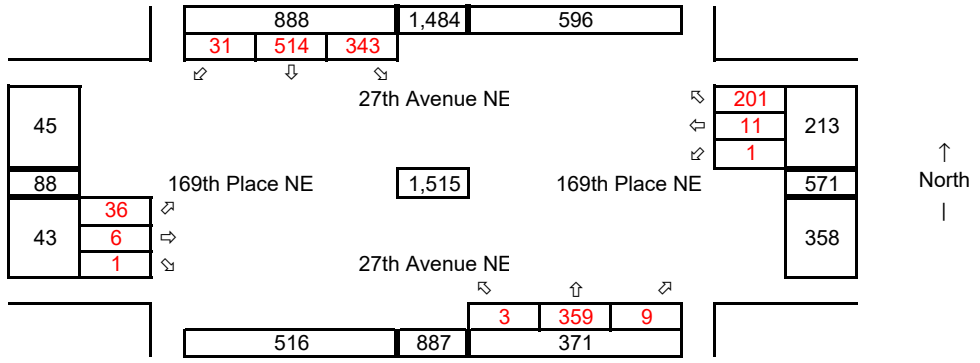 888 1,484 596
31 514 343
⬃ ⇩ ⬂
27th Avenue NE ⬁ 201
45 ⇦ 11 213
⬃ 1 ↑
88 169th Place NE 1,515 169th Place NE 571 North
36 ⬀ |
43 6 ⇨ 358
1 ⬂ 27th Avenue NE
⬁ ⇧ ⬀
3 359 9
516 887 371